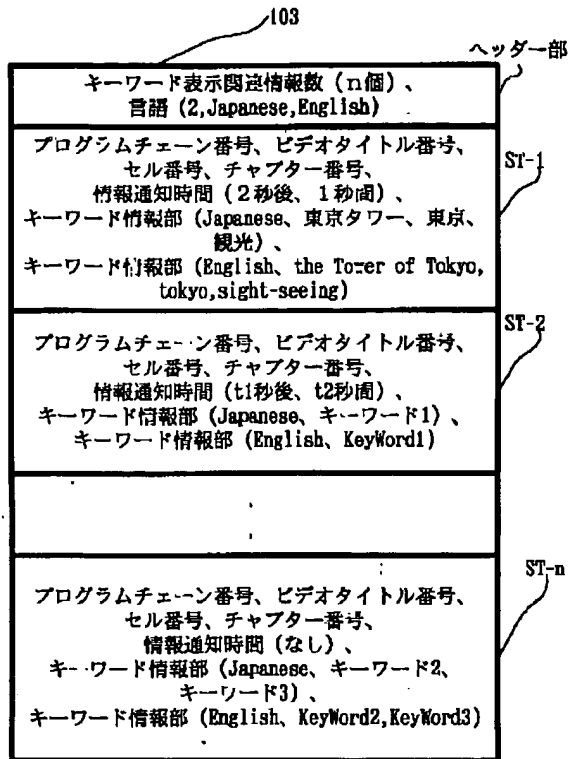 103
ヘッダー部
キーワード表示関連情報数（n個）、
言語（2,Japanese,English）
プログラムチェーン番号、ビデオタイトル番号、
セル番号、チャプター番号、
情報通知時間（2秒後、1秒間）、
キーワード情報部（Japanese、東京タワー、東京、
観光）、
キーワード情報部（English、the Tower of Tokyo,
tokyo,sight-seeing）
ST-1
プログラムチェーン番号、ビデオタイトル番号、
セル番号、チャプター番号、
情報通知時間（t1秒後、t2秒間）、
キーワード情報部（Japanese、キーワード1）、
キーワード情報部（English、KeyWord1）
ST-2
プログラムチェーン番号、ビデオタイトル番号、
セル番号、チャプター番号、
情報通知時間（なし）、
キーワード情報部（Japanese、キーワード2、
キーワード3）、
キーワード情報部（English、KeyWord2,KeyWord3）
ST-n